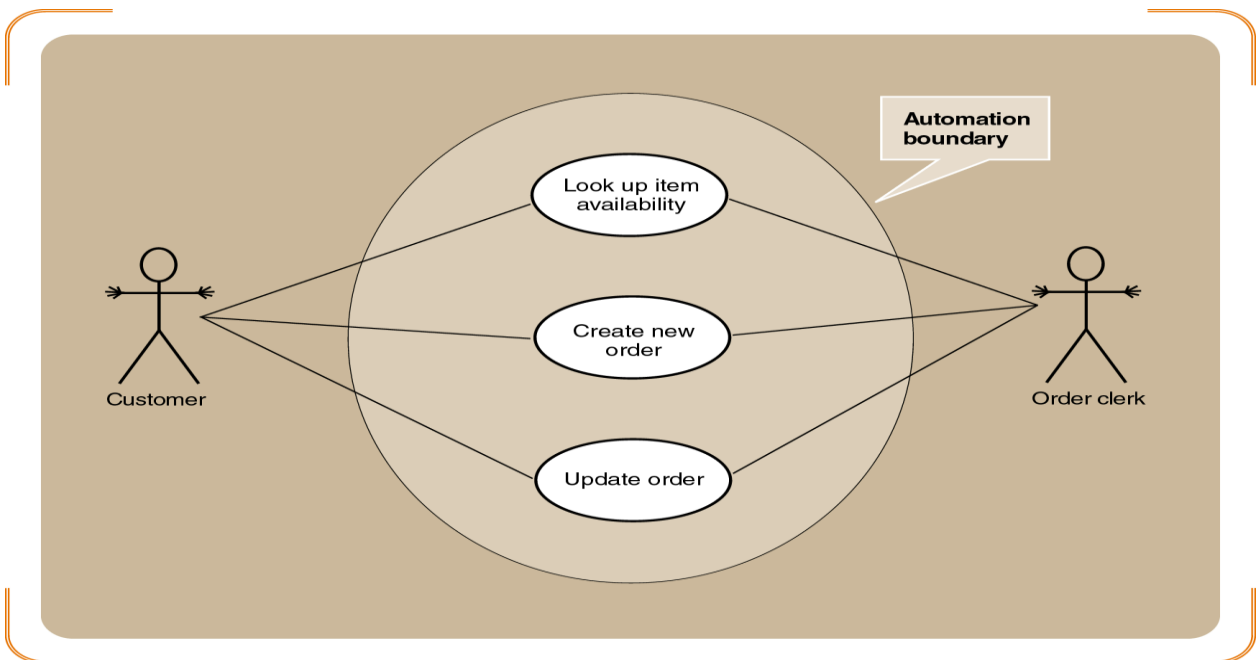 Automation
boundary
Look up item
availability
Create new
order
Customer
Order clerk
Update order